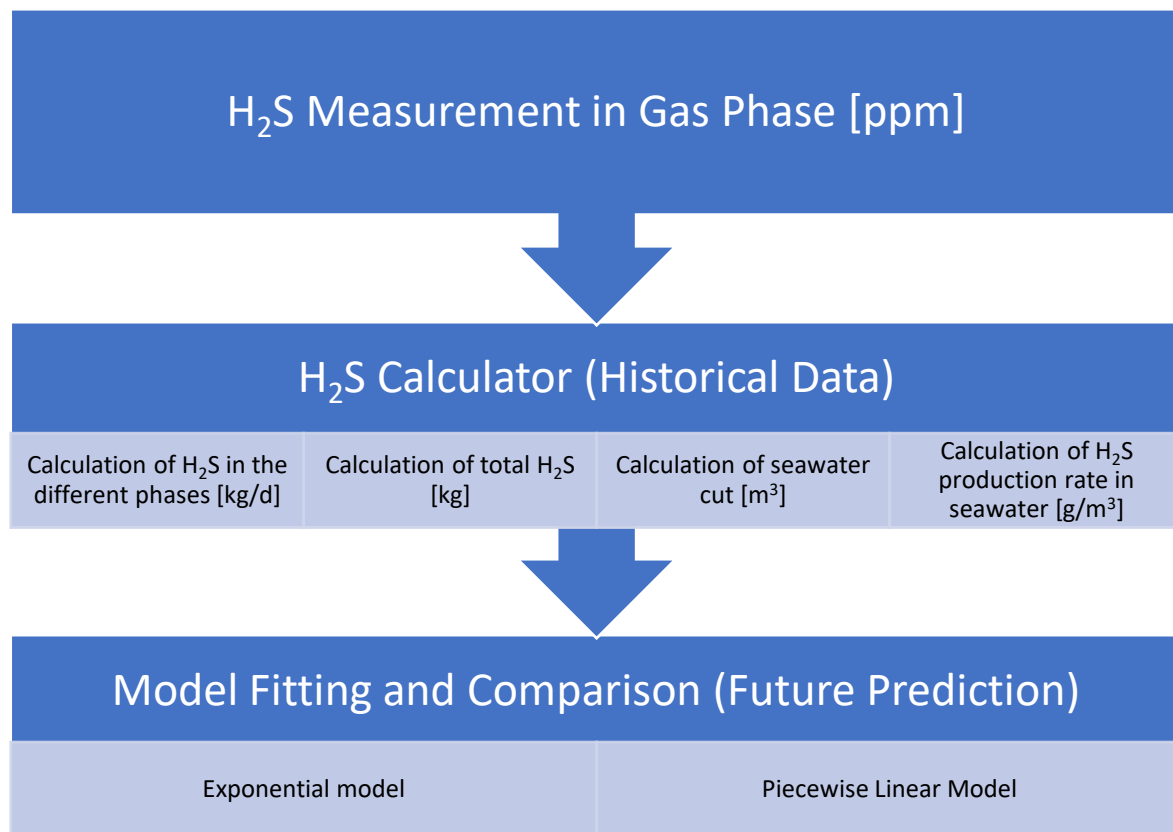 H₂S Measurement in Gas Phase [ppm]
H₂S Calculator (Historical Data)
Calculation of H₂S in the
different phases [kg/d]
Calculation of total H₂S
[kg]
Calculation of seawater
cut [m³]
Calculation of H₂S
production rate in
seawater [g/m³]
Model Fitting and Comparison (Future Prediction)
Exponential model
Piecewise Linear Model